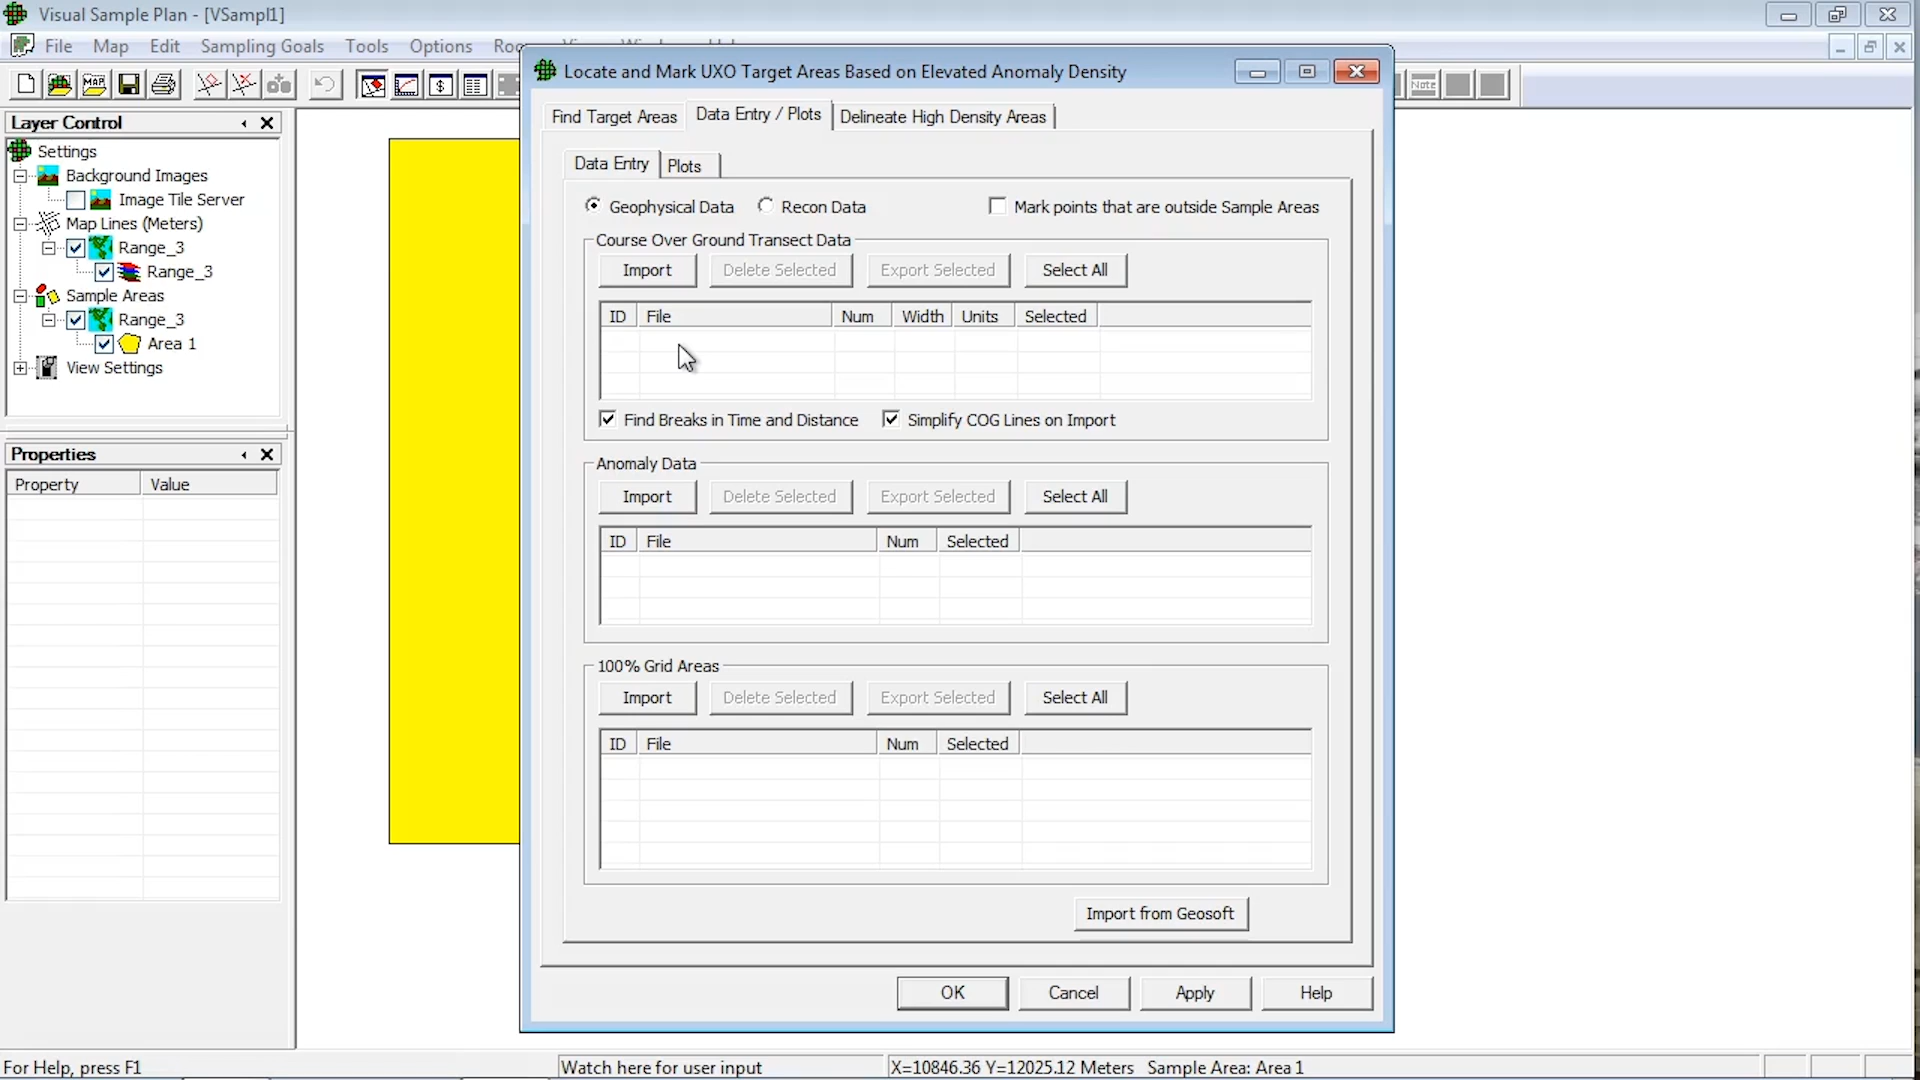 Visual Sample Plan - [VSampl1]
File Map Edit Sampling Goals Tools Options
Locate and Mark UXO Target Areas Based on Elevated Anomaly Density
Note
Layer Control
Settings
Background Images
Image Tile Server
Map Lines (Meters)
Range_3
Range_3
Sample Areas
Range_3
Area 1
View Settings
Properties
Property Value
Find Target Areas Data Entry / Plots Delineate High Density Areas
Data Entry Plots
Geophysical Data Recon Data Mark points that are outside Sample Areas
Course Over Ground Transect Data
Import Delete Selected Export Selected Select All
ID File Num Width Units Selected
Find Breaks in Time and Distance Simplify COG Lines on Import
Anomaly Data
Import Delete Selected Export Selected Select All
ID File Num Selected
100% Grid Areas
Import Delete Selected Export Selected Select All
ID File Num Selected
Import from Geosoft
OK Cancel Apply Help
For Help, press F1 Watch here for user input X=10846.36 Y=12025.12 Meters Sample Area: Area 1